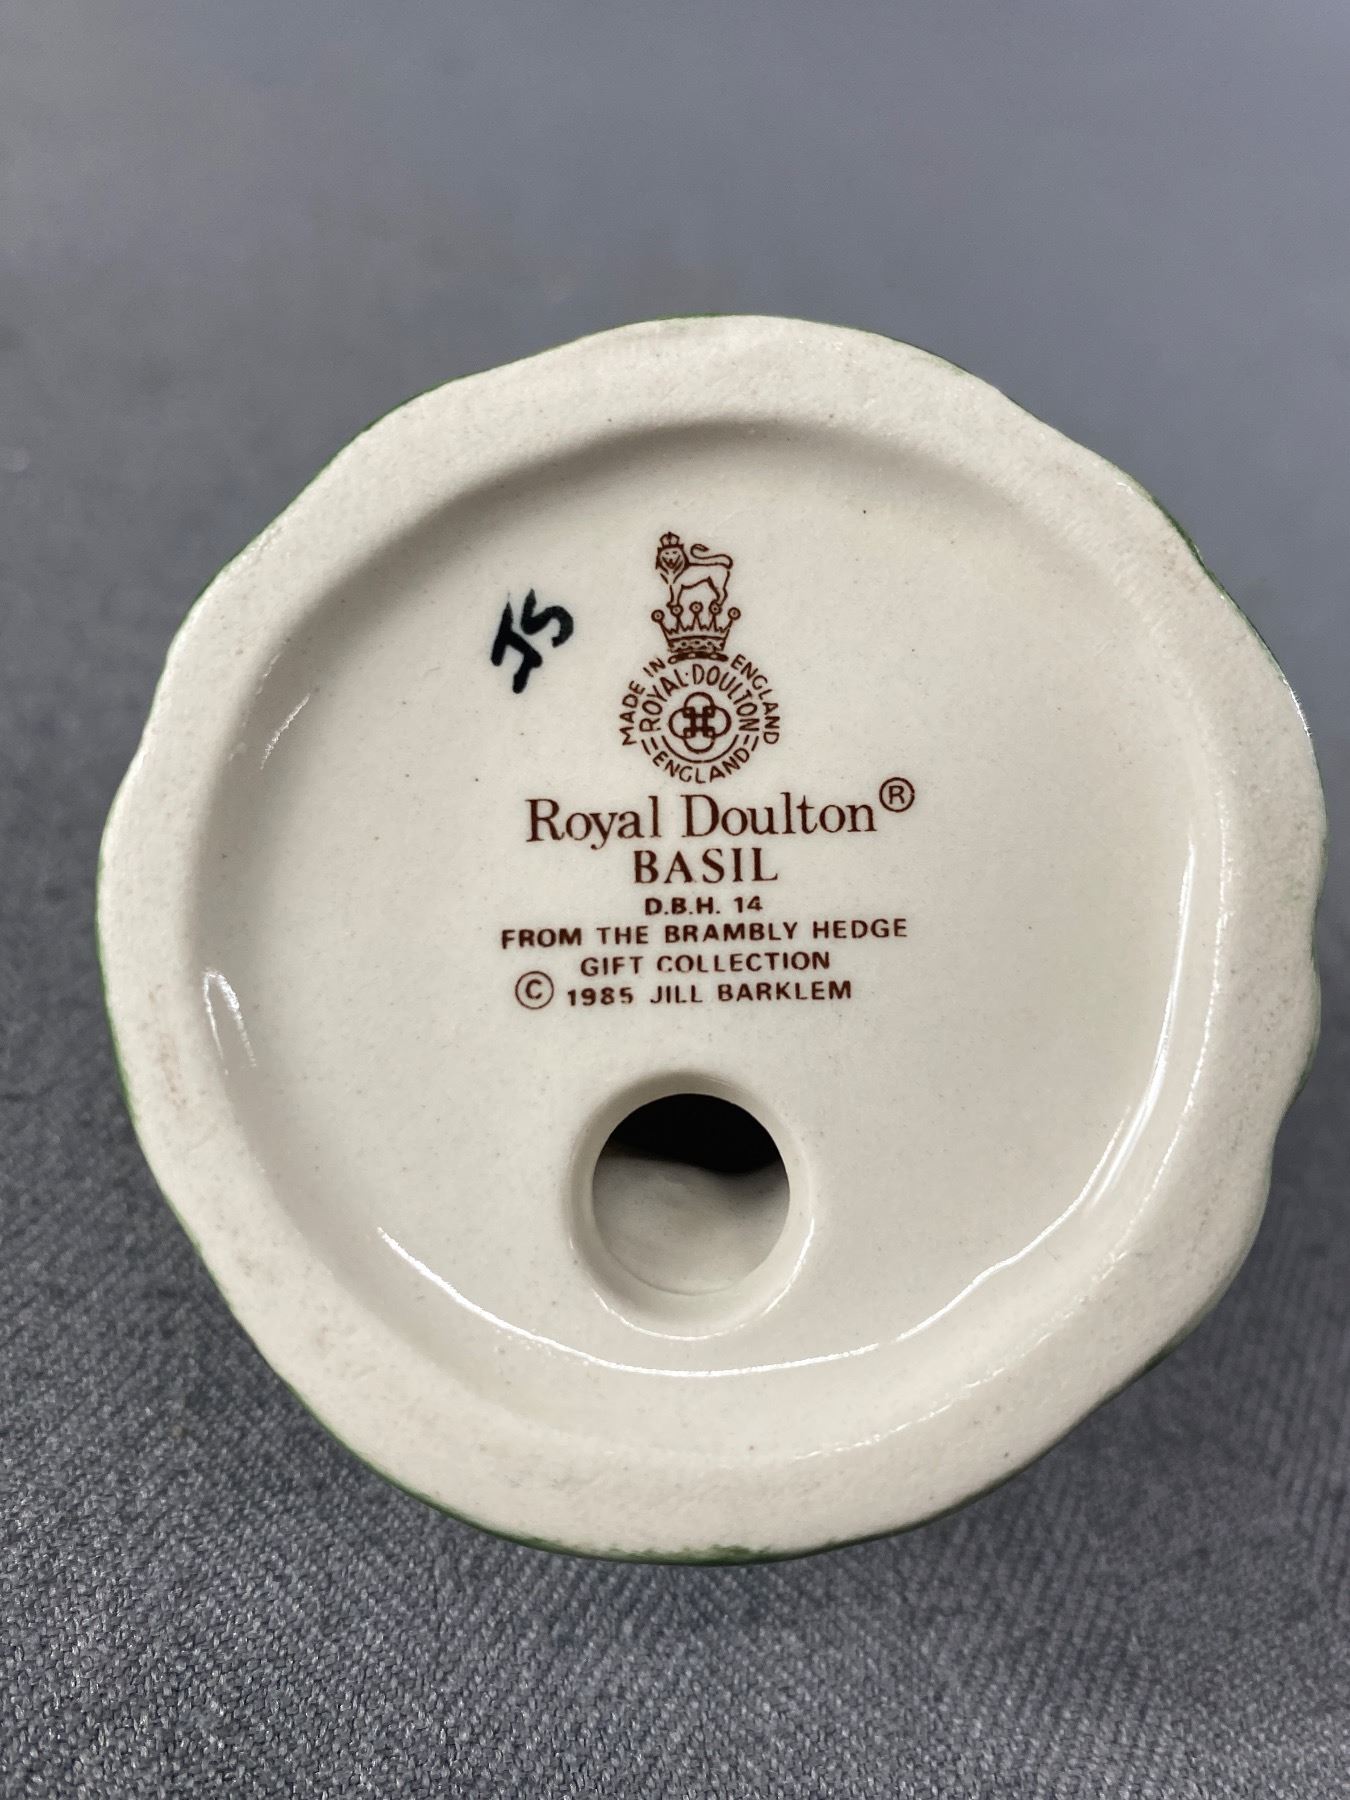 JS
MADE IN ENGLAND
ROYAL·DOULTON
ENGLAND
Royal Doulton®
BASIL
D.B.H. 14
FROM THE BRAMBLY HEDGE
GIFT COLLECTION
© 1985 JILL BARKLEM